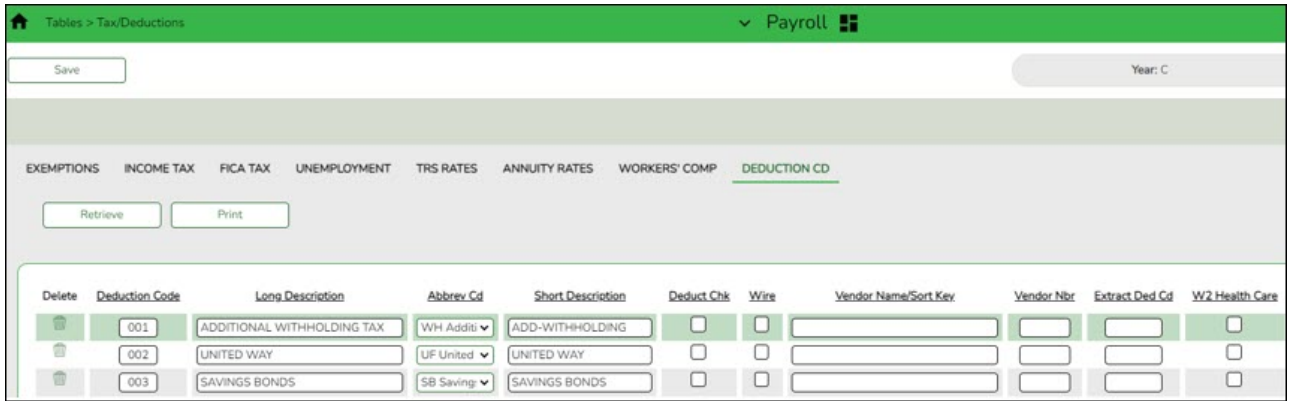 Tables > Tax/Deductions Payroll
Save Year: C
EXEMPTIONS INCOME TAX FICA TAX UNEMPLOYMENT TRS RATES ANNUITY RATES WORKERS' COMP DEDUCTION CD
Retrieve Print
Delete Deduction Code Long Description Abbrev Cd Short Description Deduct Chk Wire Vendor Name/Sort Key Vendor Nbr Extract Ded Cd W2 Health Care
001 ADDITIONAL WITHHOLDING TAX WH Additi ADD-WITHHOLDING
002 UNITED WAY UF United UNITED WAY
003 SAVINGS BONDS SB Saving: SAVINGS BONDS